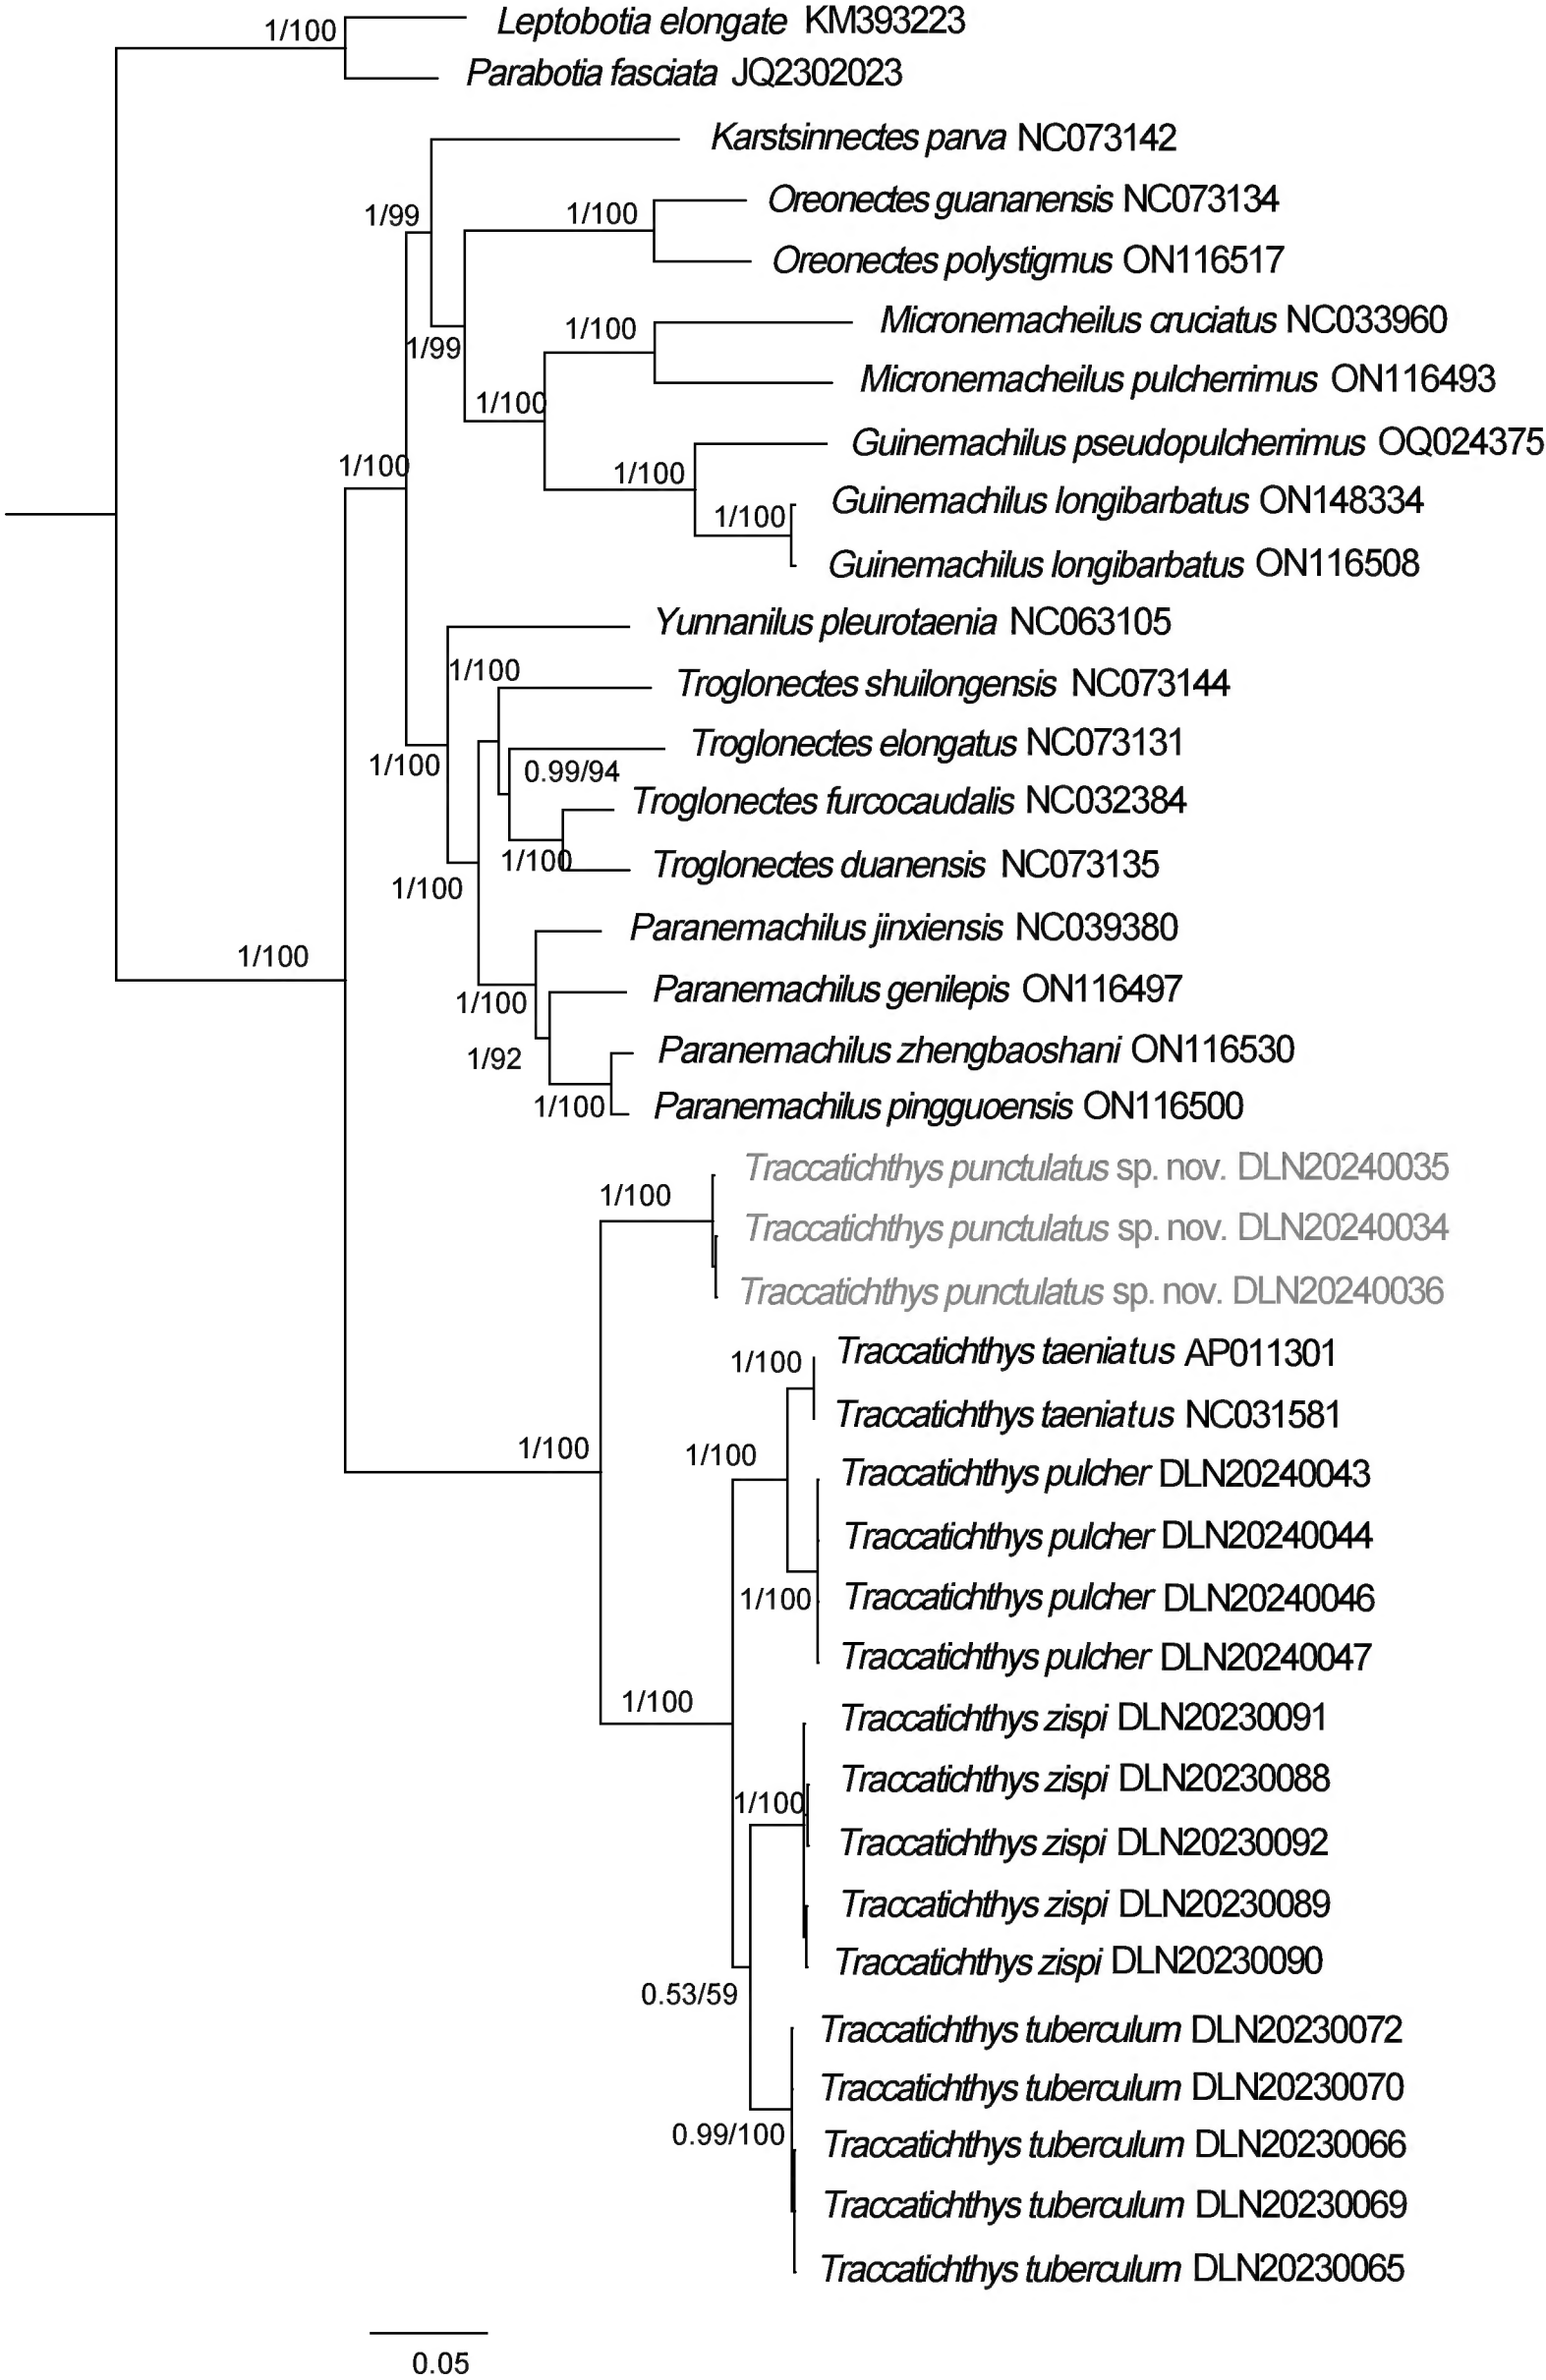 1/100
Leptobotia elongate KM393223
Parabotia fasciata JQ2302023
Karstsinnectes parva NC073142
1/99
1/100
Oreonectes guananensis NC073134
Oreonectes polystigmus ON116517
1/99
1/100
Micronemacheilus cruciatus NC033960
Micronemacheilus pulcherrimus ON116493
1/100
1/100
Guinemachilus pseudopulcherrimus OQ024375
1/100
1/100
Guinemachilus longibarbatus ON148334
Guinemachilus longibarbatus ON116508
Yunnanilus pleurotaenia NC063105
1/100
Troglonectes shuilongensis NC073144
1/100
Troglonectes elongatus NC073131
0.99/94
Troglonectes furcocaudalis NC032384
1/100
Troglonectes duanensis NC073135
1/100
Paranemachilus jinxiensis NC039380
1/100
1/100
Paranemachilus genilepis ON116497
1/92
Paranemachilus zhengbaoshani ON116530
1/100
Paranemachilus pingguoensis ON116500
Traccatichthys punctulatus sp. nov. DLN20240035
1/100
Traccatichthys punctulatus sp. nov. DLN20240034
Traccatichthys punctulatus sp. nov. DLN20240036
1/100
Traccatichthys taeniatus AP011301
Traccatichthys taeniatus NC031581
1/100
1/100
Traccatichthys pulcher DLN20240043
Traccatichthys pulcher DLN20240044
1/100
Traccatichthys pulcher DLN20240046
Traccatichthys pulcher DLN20240047
1/100
Traccatichthys zispi DLN20230091
Traccatichthys zispi DLN20230088
1/100
Traccatichthys zispi DLN20230092
Traccatichthys zispi DLN20230089
Traccatichthys zispi DLN20230090
0.53/59
Traccatichthys tuberculum DLN20230072
Traccatichthys tuberculum DLN20230070
0.99/100
Traccatichthys tuberculum DLN20230066
Traccatichthys tuberculum DLN20230069
Traccatichthys tuberculum DLN20230065
0.05